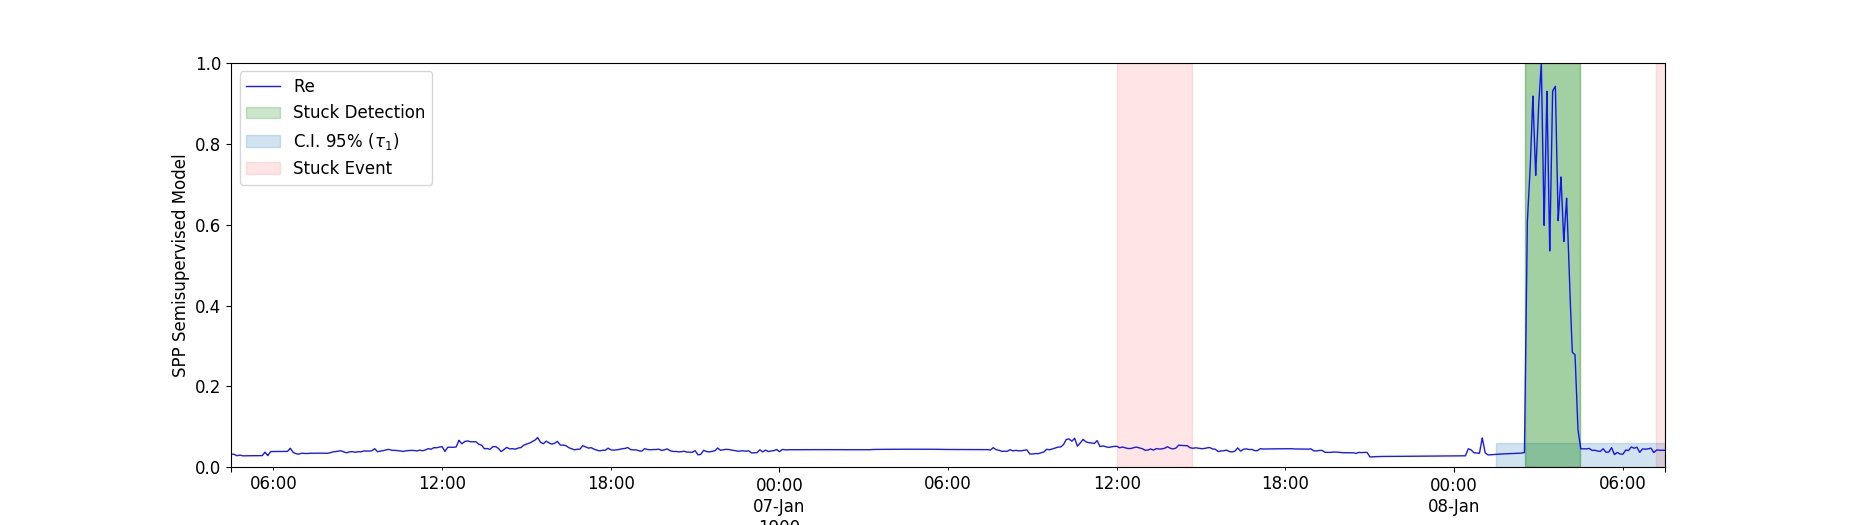 SPP Semisupervised Model
1.0
0.8
0.6
0.4
0.2
0.0
Re
Stuck Detection
C.I. 95% (τ₁)
Stuck Event
06:00 12:00 18:00 00:00 06:00 12:00 18:00 00:00 06:00
07-Jan 08-Jan
1900